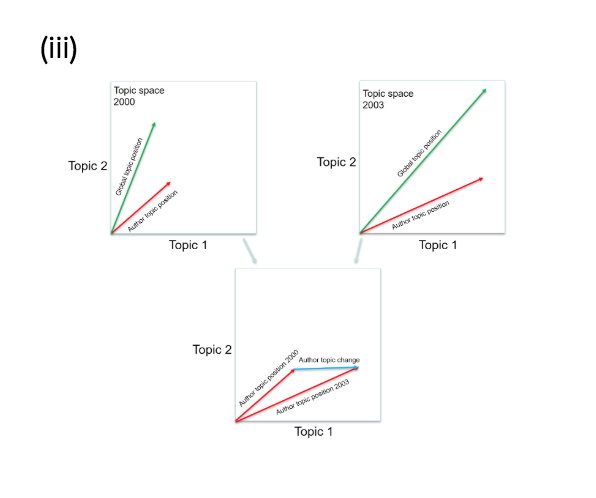 (iii)
Topic space
2000
Topic 2
Global topic position
Author topic position
Topic 1
Topic space
2003
Topic 2
Global topic position
Author topic position
Topic 1
Topic 2
Author topic position 2000
Author topic change
Author topic position 2003
Topic 1